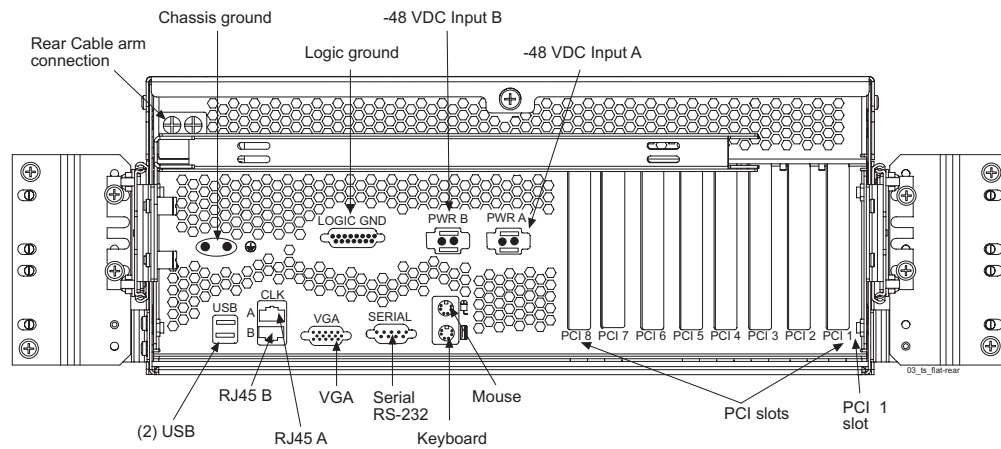 Chassis ground
-48 VDC Input B
Rear Cable arm
connection
Logic ground
-48 VDC Input A
LOGIC GND
PWR B
PWR A
USB
CLK
A
B
VGA
SERIAL
PCI 8
PCI 7
PCI 6
PCI 5
PCI 4
PCI 3
PCI 2
PCI 1
03_ts_flat-rear
RJ45 B
VGA
Serial
RS-232
Mouse
PCI slots
PCI 1
slot
(2) USB
RJ45 A
Keyboard